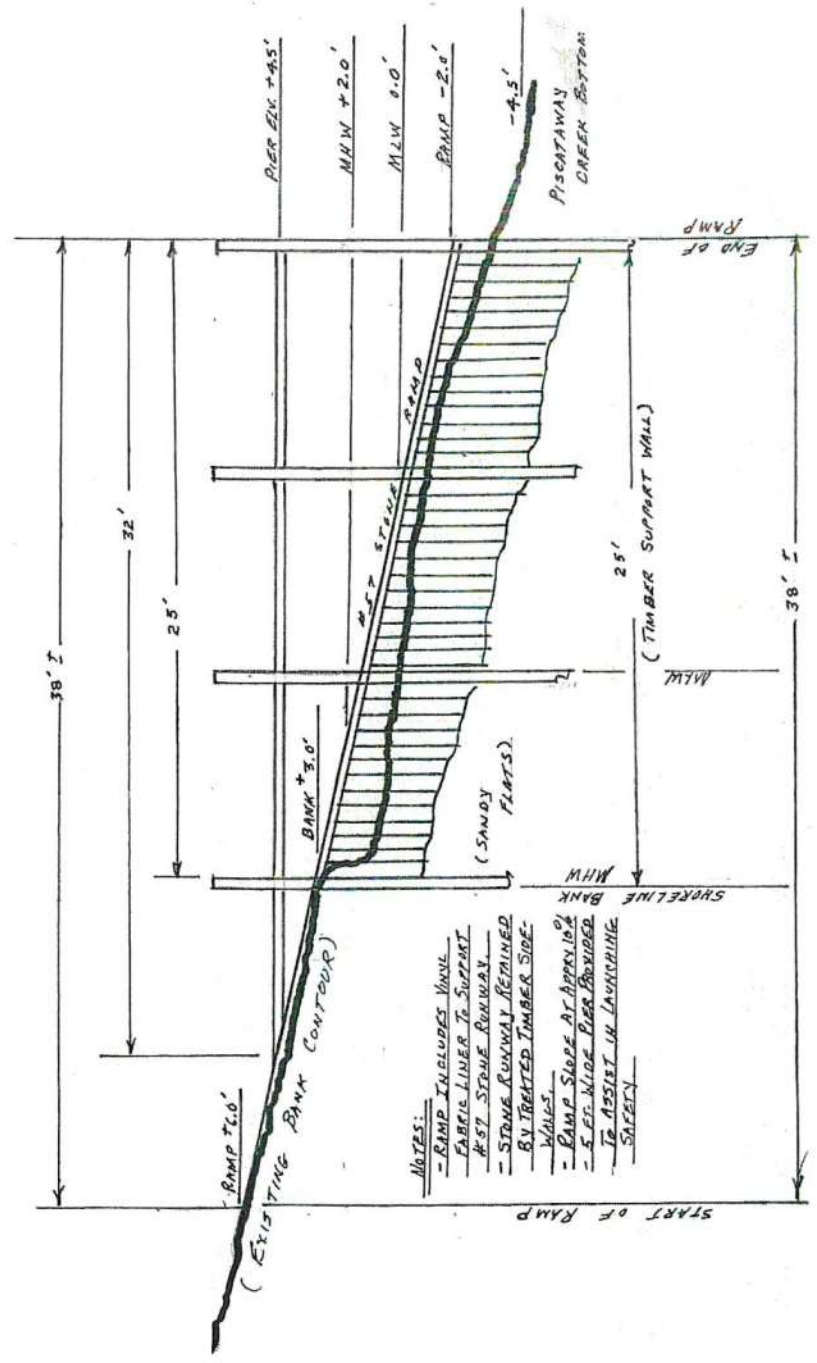 38' ±
32'
25'
PIER ELV. +4.5'
MHW +2.0'
MLW 0.0'
RAMP -2.0'
-4.5'
PISCATAWAY
CREEK BOTTOM
RAMP +6.0'
BANK +3.0'
#57 STONE RAMP
(EXISTING BANK CONTOUR)
(SANDY
FLATS)
25'
(TIMBER SUPPORT WALL)
38' ±
START OF RAMP
SHORELINE BANK
MHW
MLW
END OF
RAMP
NOTES:
- RAMP INCLUDES VINYL
FABRIC LINER TO SUPPORT
#57 STONE RUNWAY
- STONE RUNWAY RETAINED
BY TREATED TIMBER SIDE-
WALLS.
- RAMP SLOPE AT
- 5 FT. WIDE PIER PROVIDED
TO ASSIST IN LAUNCHING
SAFETY